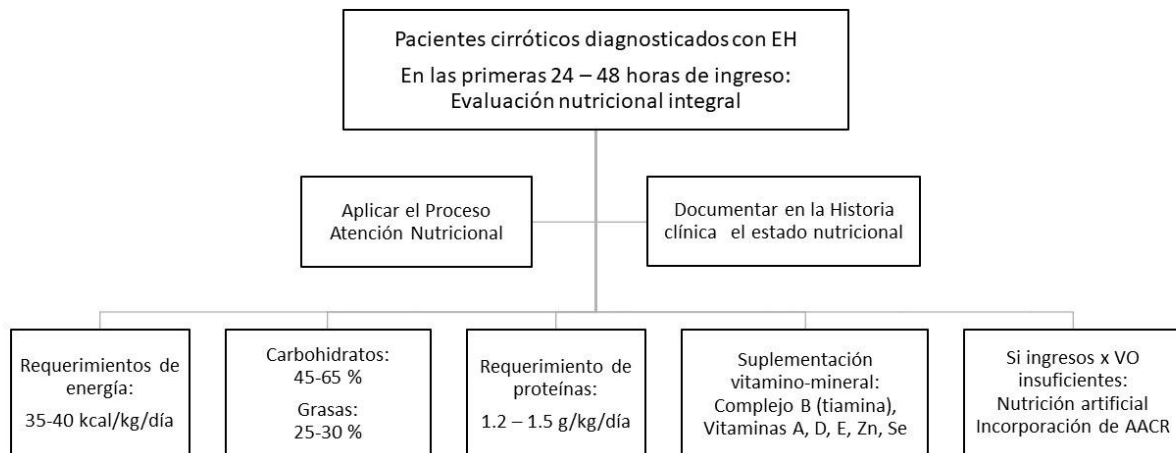 Pacientes cirróticos diagnosticados con EH
En las primeras 24 – 48 horas de ingreso:
Evaluación nutricional integral
Aplicar el Proceso
Atención Nutricional
Documentar en la Historia
clínica el estado nutricional
Requerimientos de
energía:
35-40 kcal/kg/día
Carbohidratos:
45-65 %
Grasas:
25-30 %
Requerimiento de
proteínas:
1.2 – 1.5 g/kg/día
Suplementación
vitamino-mineral:
Complejo B (tiamina),
Vitaminas A, D, E, Zn, Se
Si ingresos x VO
insuficientes:
Nutrición artificial
Incorporación de AACR